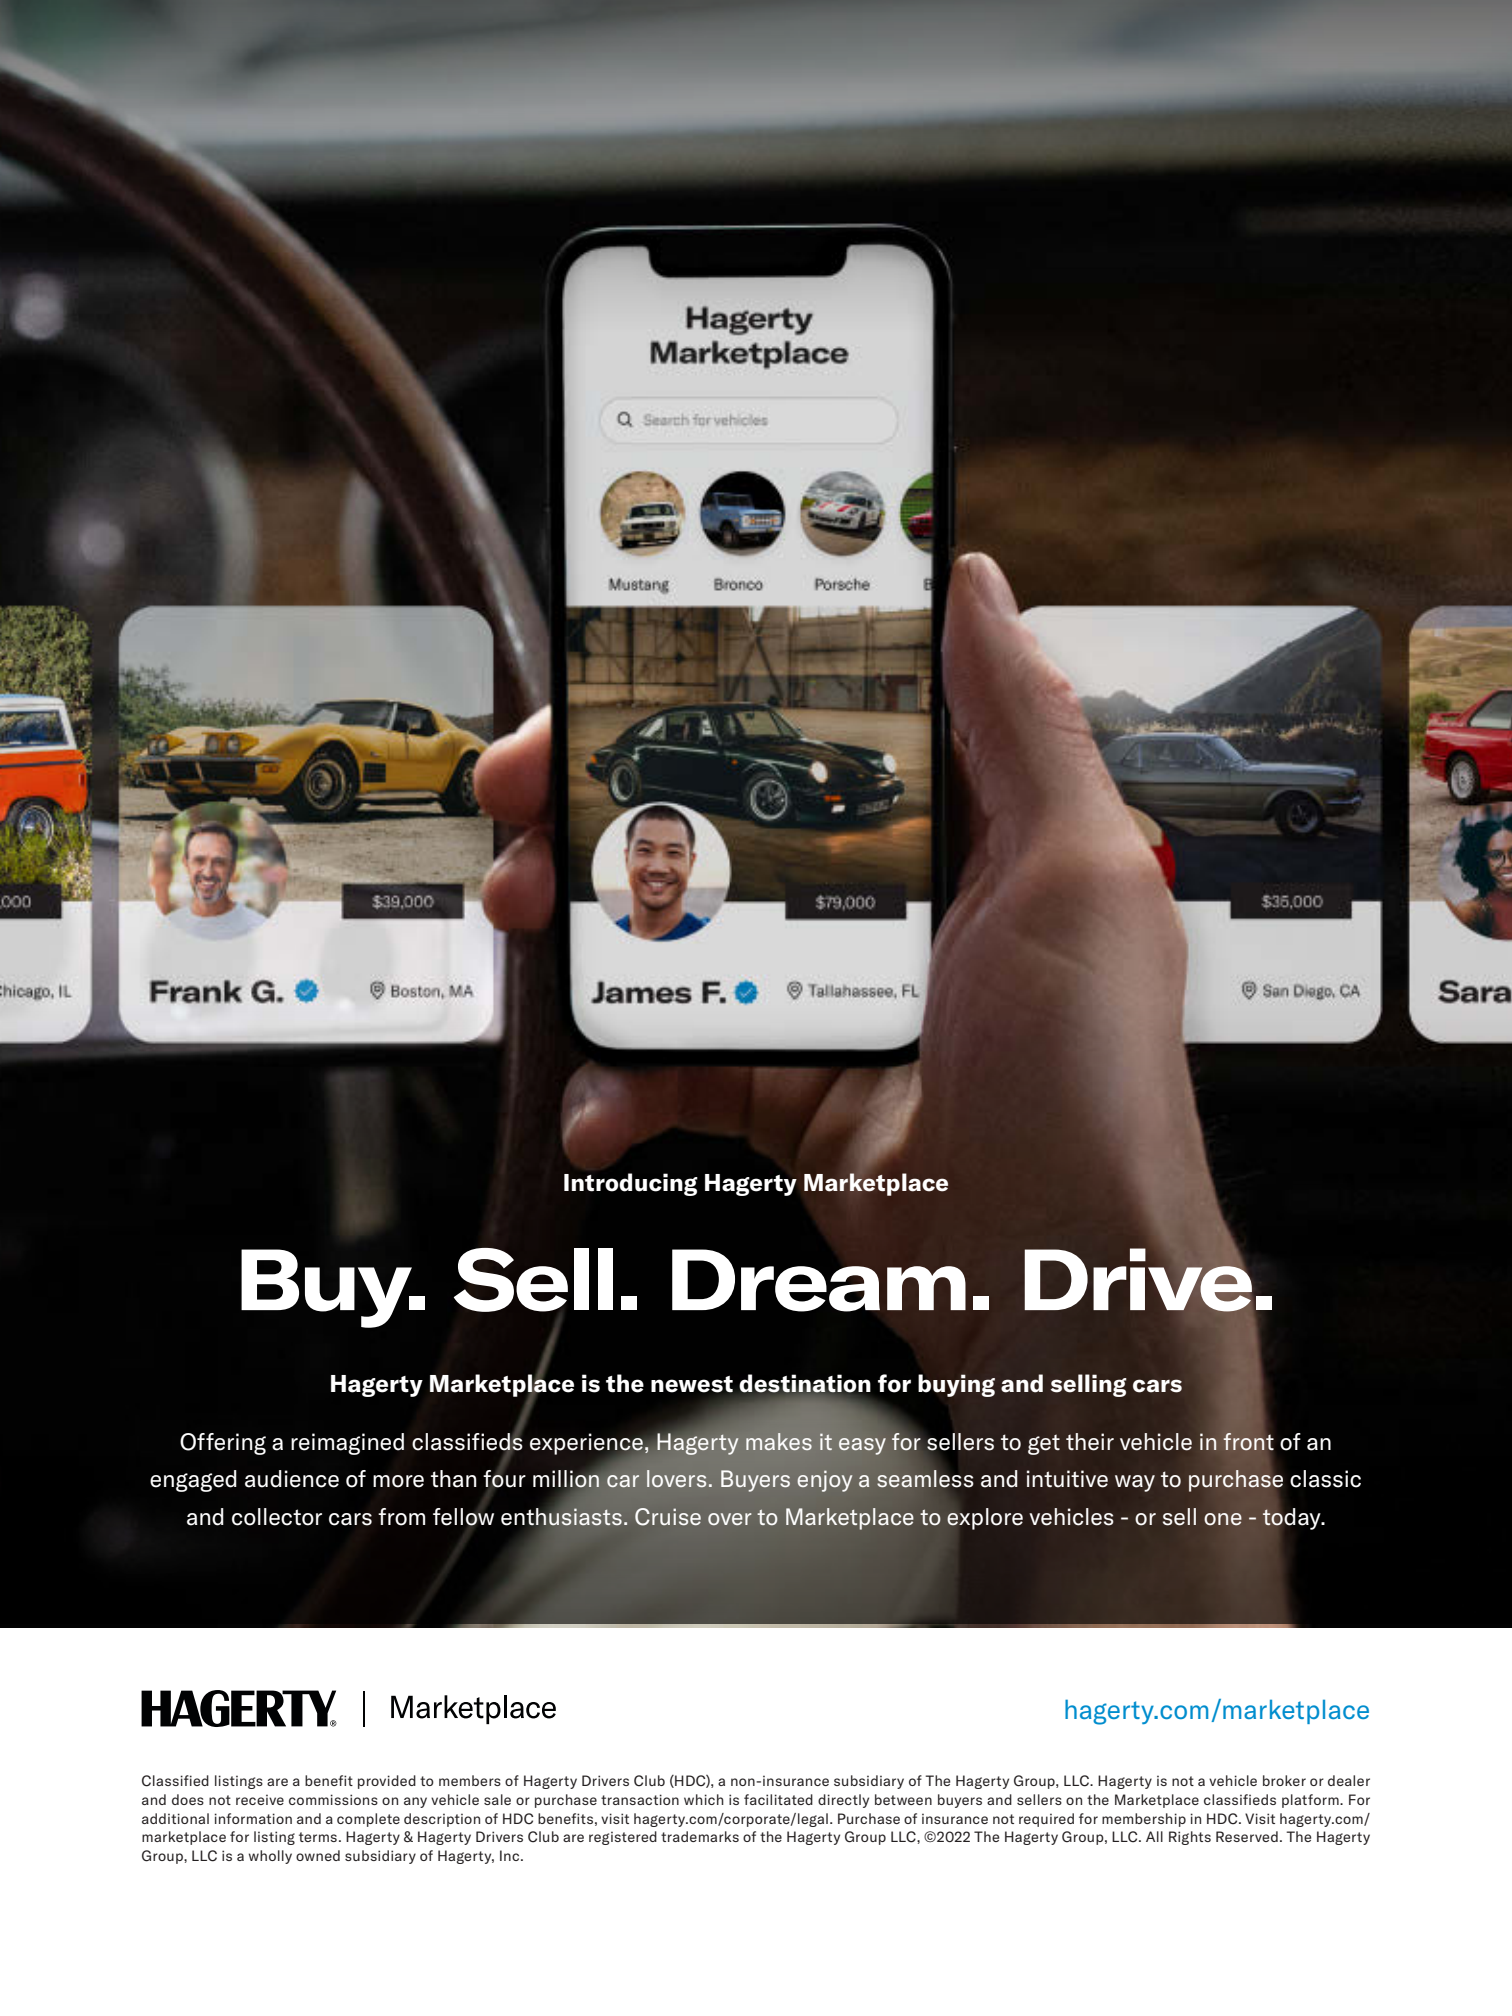 Hagerty
Marketplace
Search for vehicles
Mustang Bronco Porsche B
,000 $39,000 $79,000 $35,000
Chicago, IL Frank G. Boston, MA James F. Tallahassee, FL San Diego, CA Sara
Introducing Hagerty Marketplace
Buy. Sell. Dream. Drive.
Hagerty Marketplace is the newest destination for buying and selling cars
Offering a reimagined classifieds experience, Hagerty makes it easy for sellers to get their vehicle in front of an
engaged audience of more than four million car lovers. Buyers enjoy a seamless and intuitive way to purchase classic
and collector cars from fellow enthusiasts. Cruise over to Marketplace to explore vehicles - or sell one - today.
HAGERTY® | Marketplace hagerty.com/marketplace
Classified listings are a benefit provided to members of Hagerty Drivers Club (HDC), a non-insurance subsidiary of The Hagerty Group, LLC. Hagerty is not a vehicle broker or dealer
and does not receive commissions on any vehicle sale or purchase transaction which is facilitated directly between buyers and sellers on the Marketplace classifieds platform. For
additional information and a complete description of HDC benefits, visit hagerty.com/corporate/legal. Purchase of insurance not required for membership in HDC. Visit hagerty.com/
marketplace for listing terms. Hagerty & Hagerty Drivers Club are registered trademarks of the Hagerty Group LLC, ©2022 The Hagerty Group, LLC. All Rights Reserved. The Hagerty
Group, LLC is a wholly owned subsidiary of Hagerty, Inc.